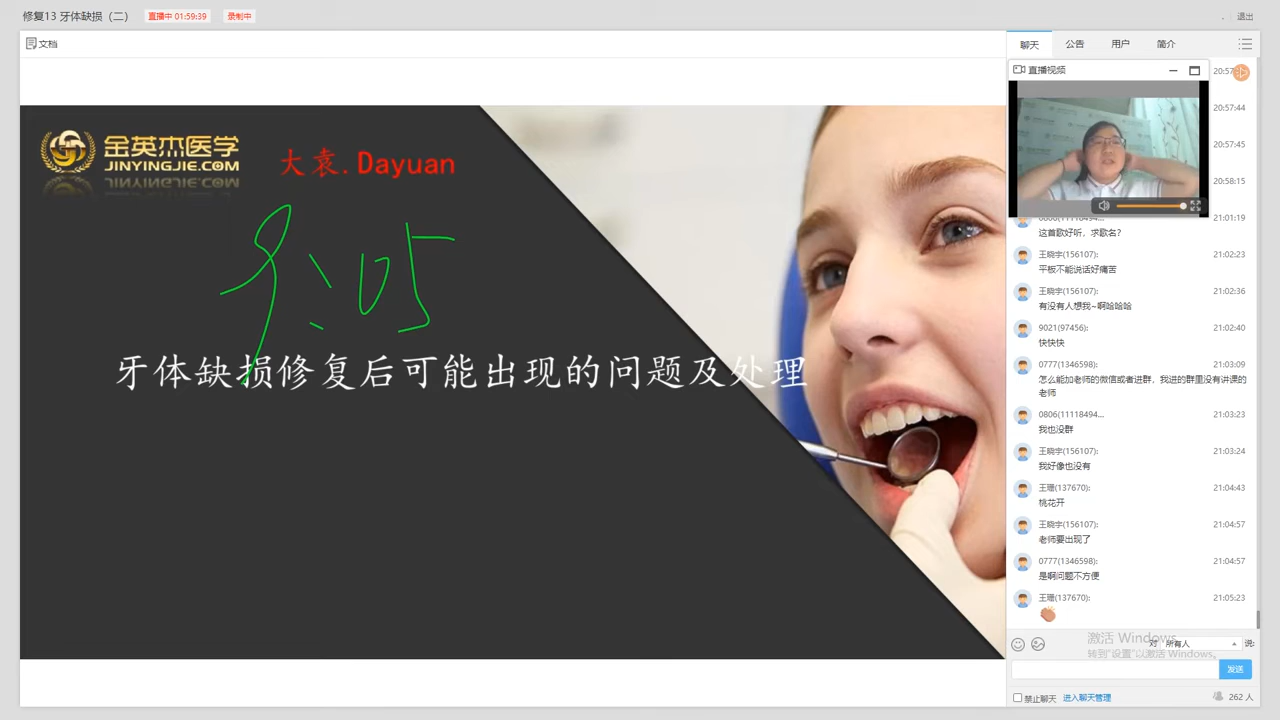 修复13 牙体缺损（二）
直播中 01:59:39
录制中
退出
文档
聊天
公告
用户
简介
直播视频
金英杰医学
JINYINGJIE.COM
大袁.Dayuan
9:05
牙体缺损修复后可能出现的问题及处理
20:57:44
20:57:45
20:58:15
21:01:19
这首歌好听，求歌名?
王晓宇(156107):
21:02:23
平板不能说话好痛苦
王晓宇(156107):
21:02:36
有没有人想我~啊哈哈哈
9021(97456):
21:02:40
快快快
0777(1346598):
21:03:09
怎么能加老师的微信或者进群，我进的群里没有讲课的
老师
0806(11118494...
21:03:23
我也没群
王晓宇(156107):
21:03:24
我好像也没有
王珊(137670):
21:04:43
桃花开
王晓宇(156107):
21:04:57
老师要出现了
0777(1346598):
21:04:57
是啊问题不方便
王珊(137670):
21:05:23
激活 Windows
转到"设置"以激活 Windows。
对 所有人 说:
发送
禁止聊天 进入聊天管理
262 人